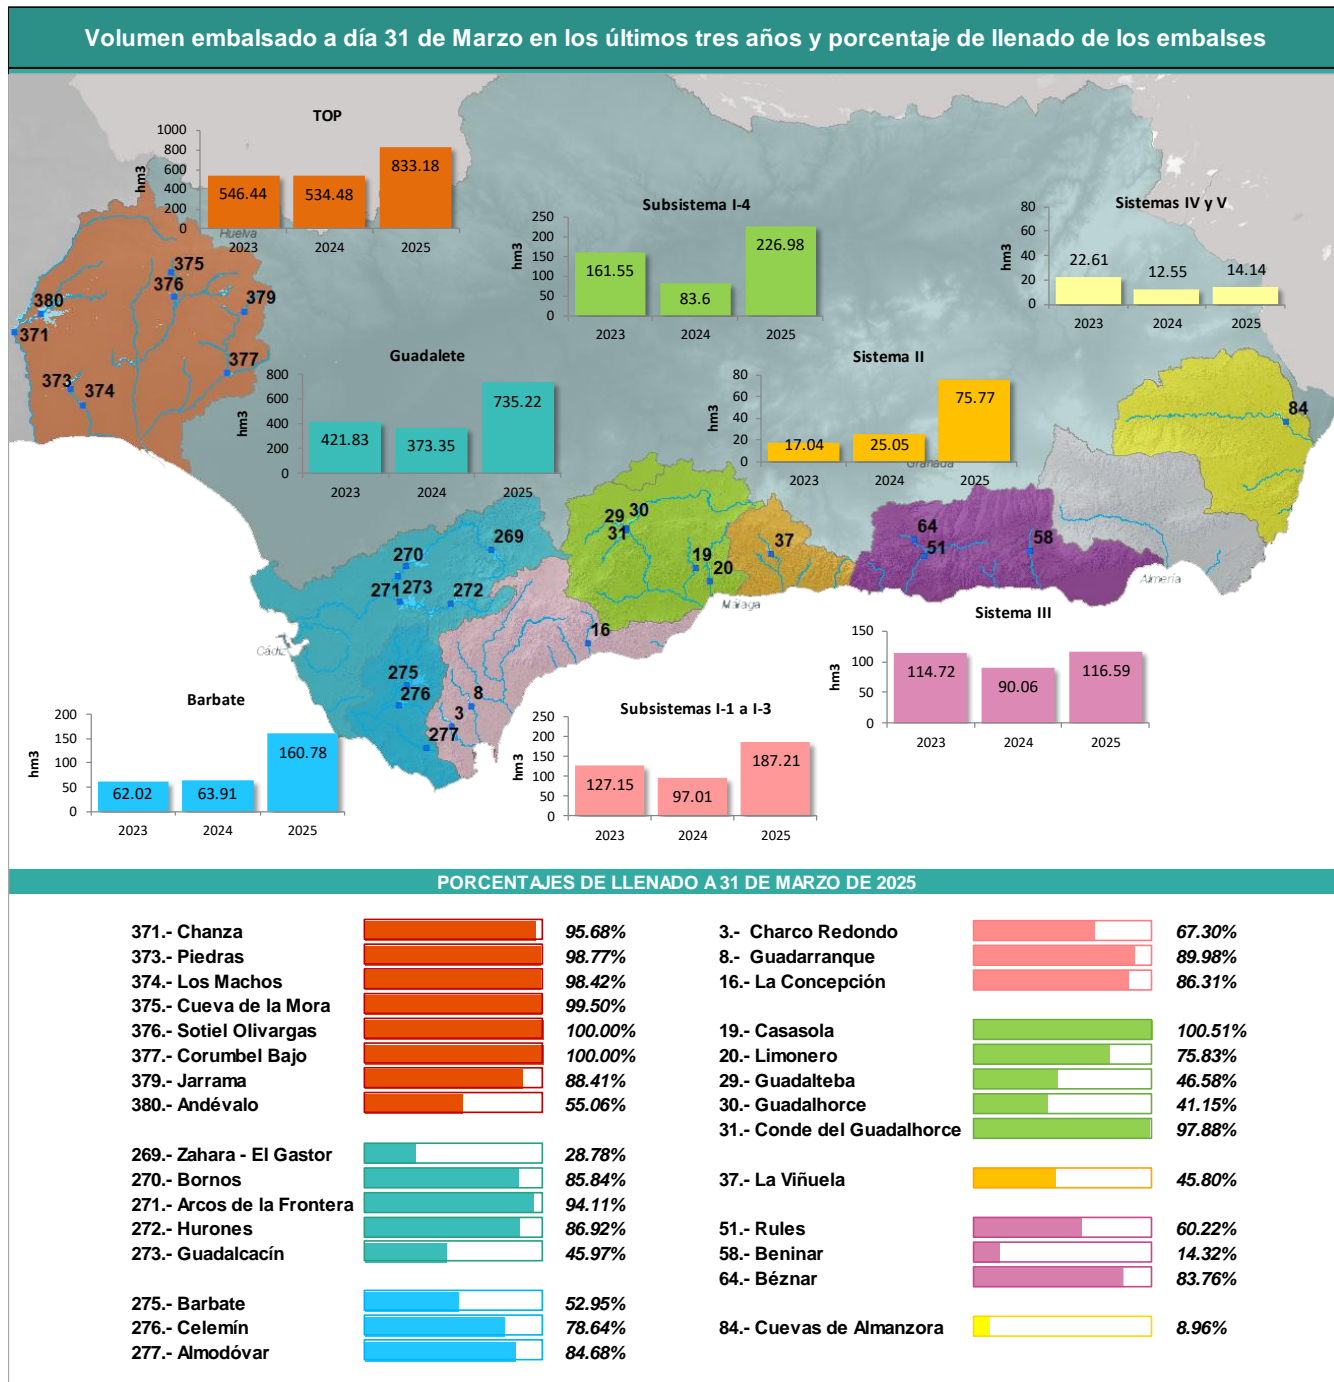 Volumen embalsado a día 31 de Marzo en los últimos tres años y porcentaje de llenado de los embalses
TOP
hm3
1000
800
600
400
200
0
546.44
534.48
833.18
2023
2024
2025
Huelva
Subsistema I-4
hm3
250
200
150
100
50
0
161.55
83.6
226.98
2023
2024
2025
Sistemas IV y V
hm3
80
60
40
20
0
22.61
12.55
14.14
2023
2024
2025
Guadalete
hm3
800
600
400
200
0
421.83
373.35
735.22
2023
2024
2025
Sistema II
hm3
80
60
40
20
0
17.04
25.05
75.77
2023
2024
2025
Granada
375
376
380
379
371
377
373
374
84
29
30
31
19
20
37
64
51
58
269
270
271
273
272
16
275
276
8
3
277
Cádiz
Málaga
Almería
Sistema III
hm3
150
100
50
0
114.72
90.06
116.59
2023
2024
2025
Barbate
hm3
200
150
100
50
0
62.02
63.91
160.78
2023
2024
2025
Subsistemas I-1 a I-3
hm3
250
200
150
100
50
0
127.15
97.01
187.21
2023
2024
2025
PORCENTAJES DE LLENADO A 31 DE MARZO DE 2025
371.- Chanza 95.68%
373.- Piedras 98.77%
374.- Los Machos 98.42%
375.- Cueva de la Mora 99.50%
376.- Sotiel Olivargas 100.00%
377.- Corumbel Bajo 100.00%
379.- Jarrama 88.41%
380.- Andévalo 55.06%
269.- Zahara - El Gastor 28.78%
270.- Bornos 85.84%
271.- Arcos de la Frontera 94.11%
272.- Hurones 86.92%
273.- Guadalcacín 45.97%
275.- Barbate 52.95%
276.- Celemín 78.64%
277.- Almodóvar 84.68%
3.- Charco Redondo 67.30%
8.- Guadarranque 89.98%
16.- La Concepción 86.31%
19.- Casasola 100.51%
20.- Limonero 75.83%
29.- Guadalteba 46.58%
30.- Guadalhorce 41.15%
31.- Conde del Guadalhorce 97.88%
37.- La Viñuela 45.80%
51.- Rules 60.22%
58.- Beninar 14.32%
64.- Béznar 83.76%
84.- Cuevas de Almanzora 8.96%